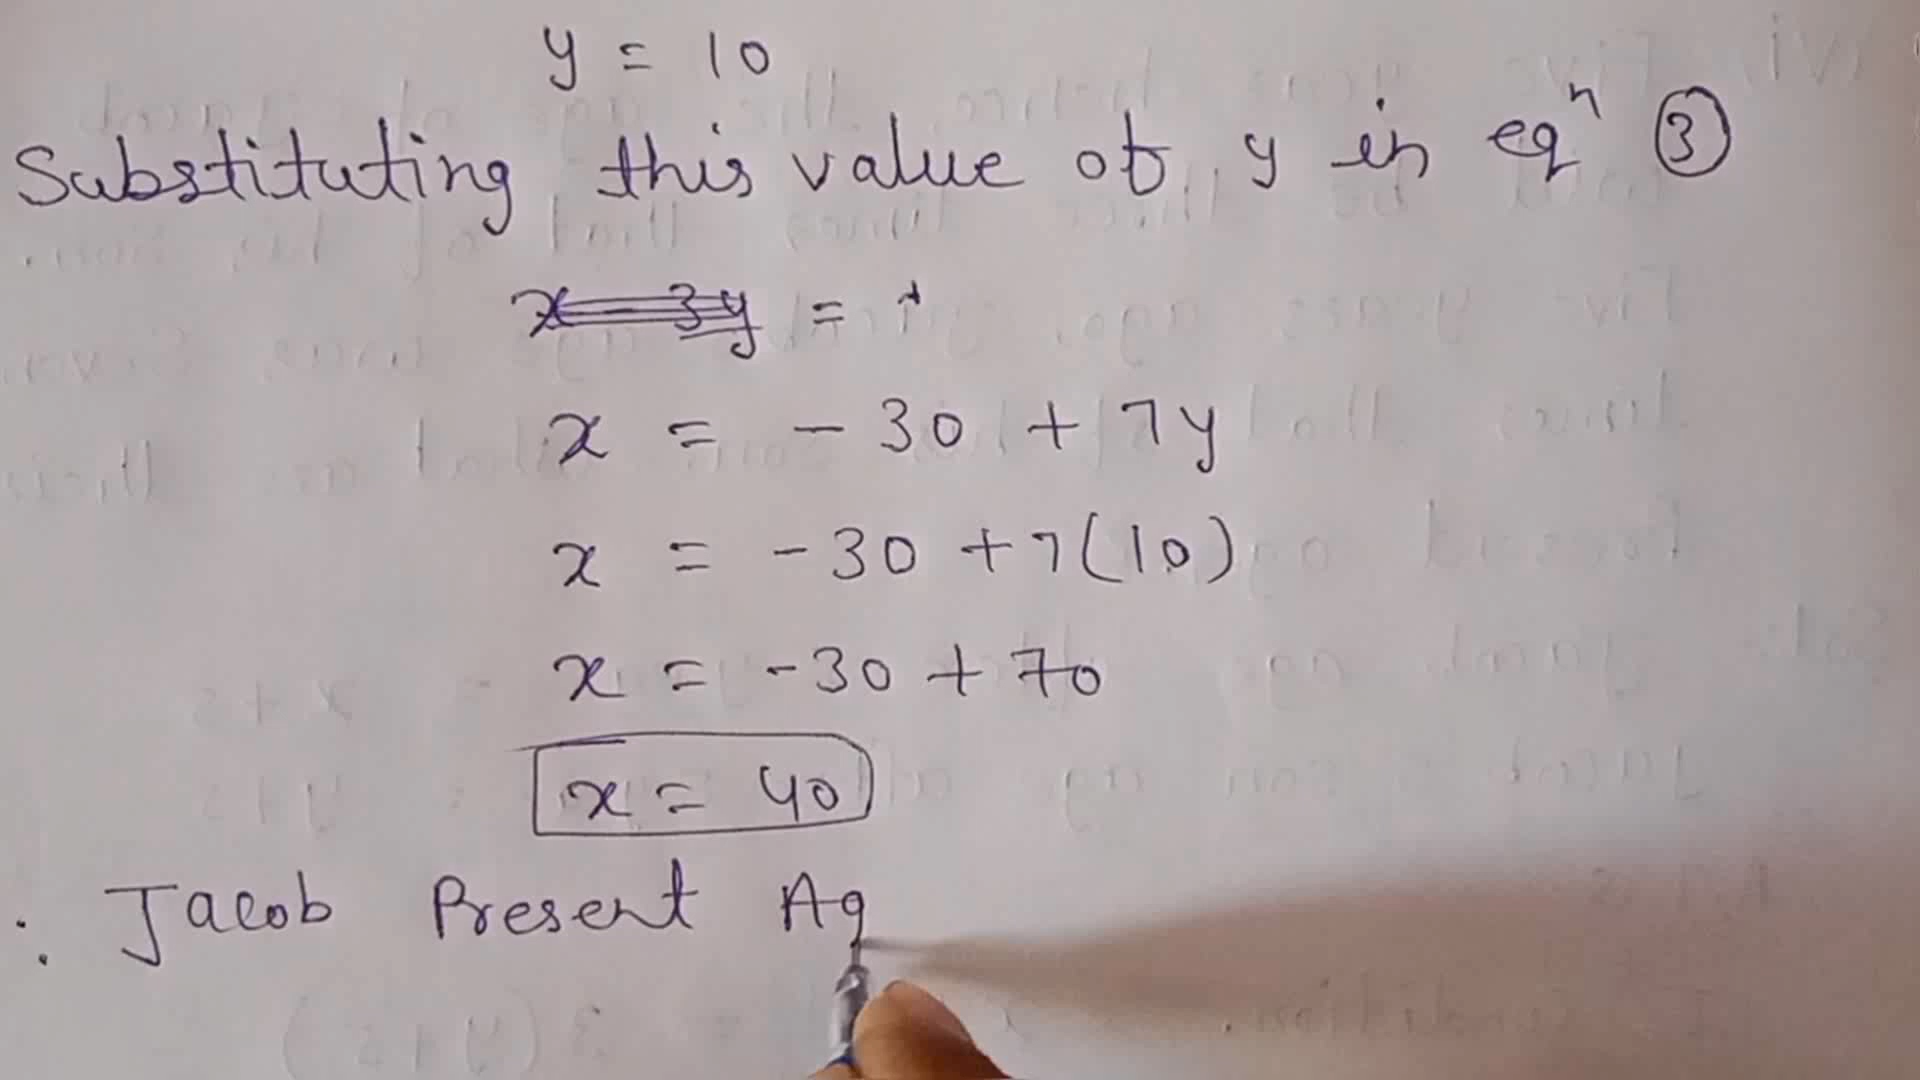 y = 10
Substituting this value of y in eqⁿ ③
x - 3y =
x = - 30 + 7y
x = - 30 + 7(10)
x = - 30 + 70
x = 40
∴ Jacob Present Ag